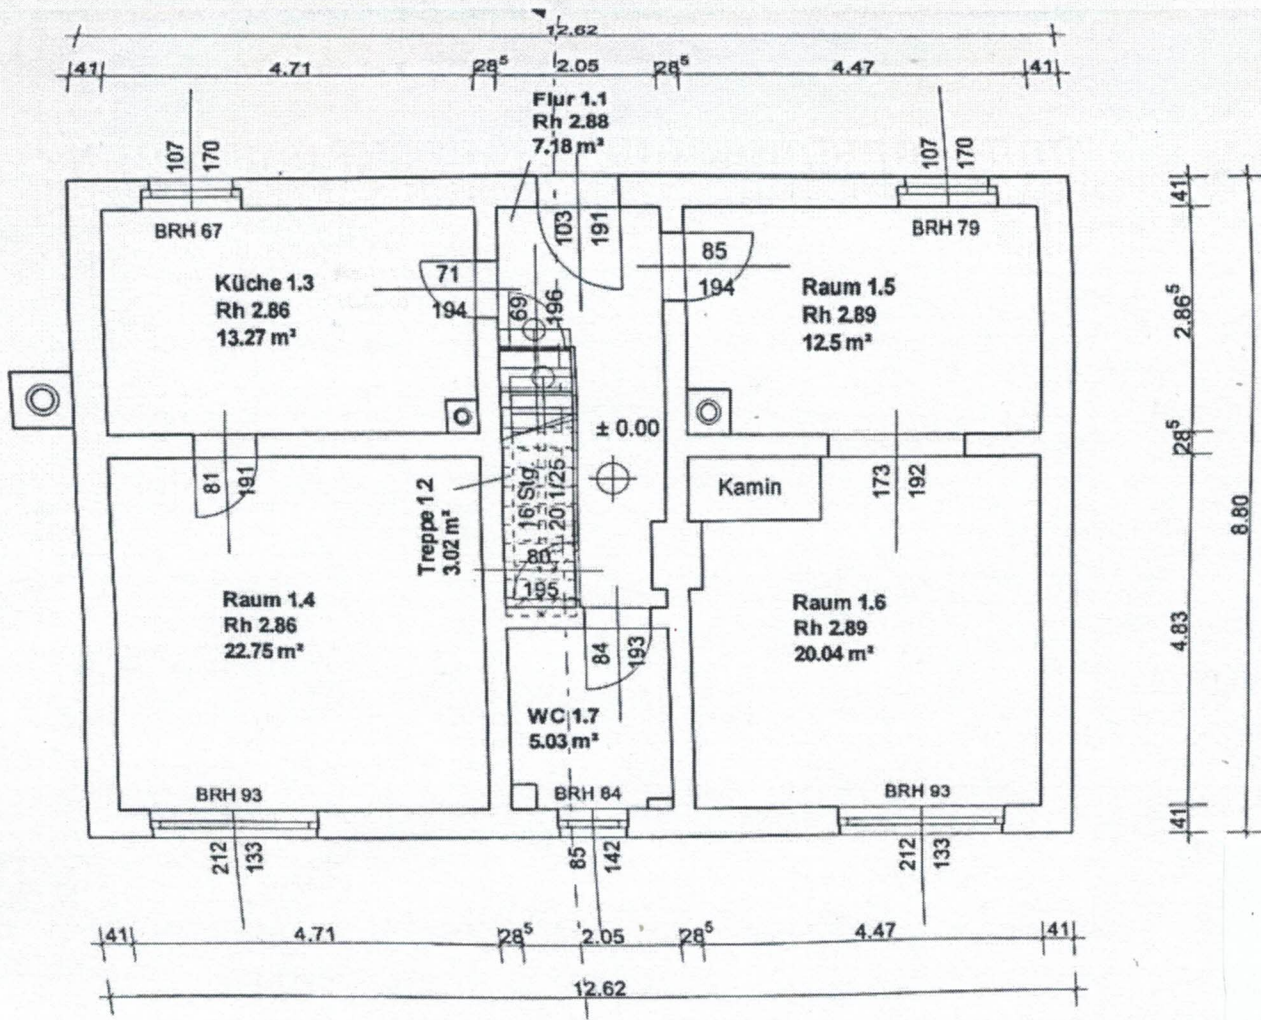 12.62
41 4.71 28⁵ 2.05 28⁵ 4.47 41
Flur 1.1
Rh 2.88
7.18 m²
107 170
107 170
BRH 67
BRH 79
103 191
41
Küche 1.3
Rh 2.86
13.27 m²
71
194
69 196
85
194
Raum 1.5
Rh 2.89
12.5 m²
2.86⁵
± 0.00
28⁵
81 191
Treppe 1.2
3.02 m²
16 Stg.
20.1/25
80
195
Kamin
173 192
8.80
Raum 1.4
Rh 2.86
22.75 m²
Raum 1.6
Rh 2.89
20.04 m²
4.83
84 193
WC 1.7
5.03 m²
BRH 93
BRH 64
BRH 93
41
212 133
85 142
212 133
41 4.71 28⁵ 2.05 28⁵ 4.47 41
12.62